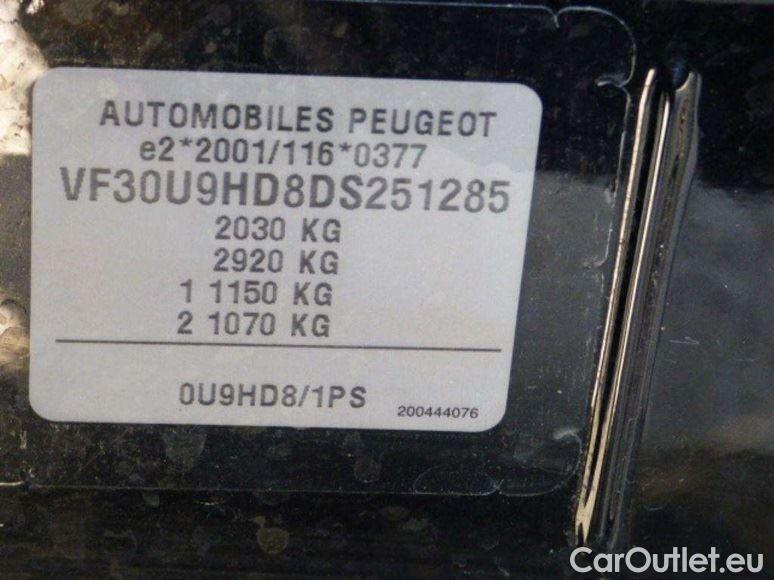 AUTOMOBILES PEUGEOT
e2*2001/116*0377
VF30U9HD8DS251285
2030 KG
2920 KG
1 1150 KG
2 1070 KG
0U9HD8/1PS
200444076
CarOutlet.eu